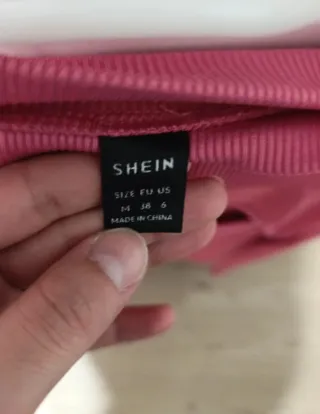 SHEIN
SIZE EU US
M 38 6
MADE IN CHINA